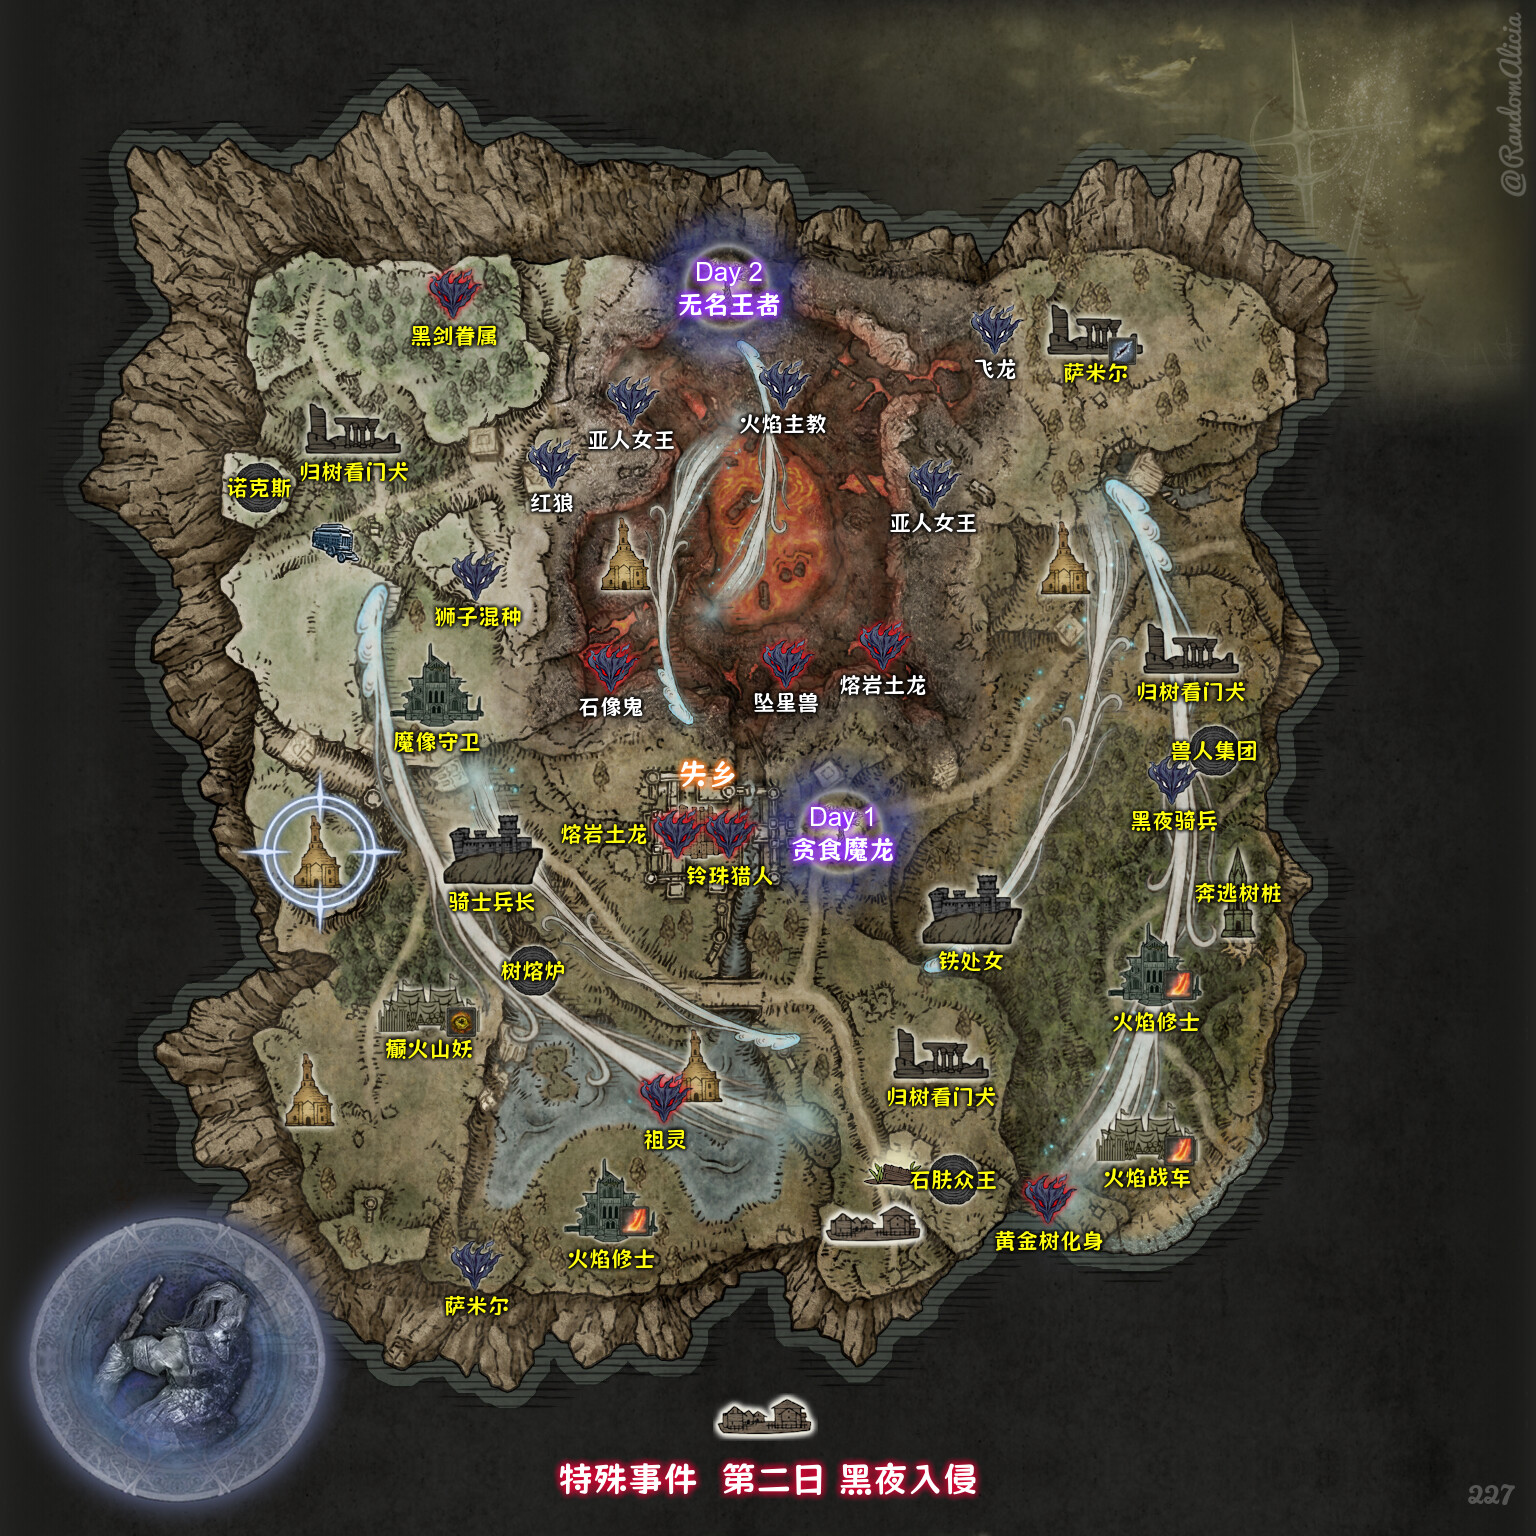 @RandomAlicia
Day 2
无名王者
黑剑眷属
飞龙
萨米尔
火焰主教
亚人女王
归树看门犬
诺克斯
红狼
亚人女王
狮子混种
归树看门犬
熔岩土龙
坠星兽
石像鬼
魔像守卫
兽人集团
失乡
Day 1
贪食魔龙
黑夜骑兵
熔岩土龙
铃珠猎人
奔逃树桩
骑士兵长
铁处女
树熔炉
火焰修士
癫火山妖
归树看门犬
祖灵
火焰战车
石肤众王
黄金树化身
火焰修士
萨米尔
特殊事件 第二日 黑夜入侵
227